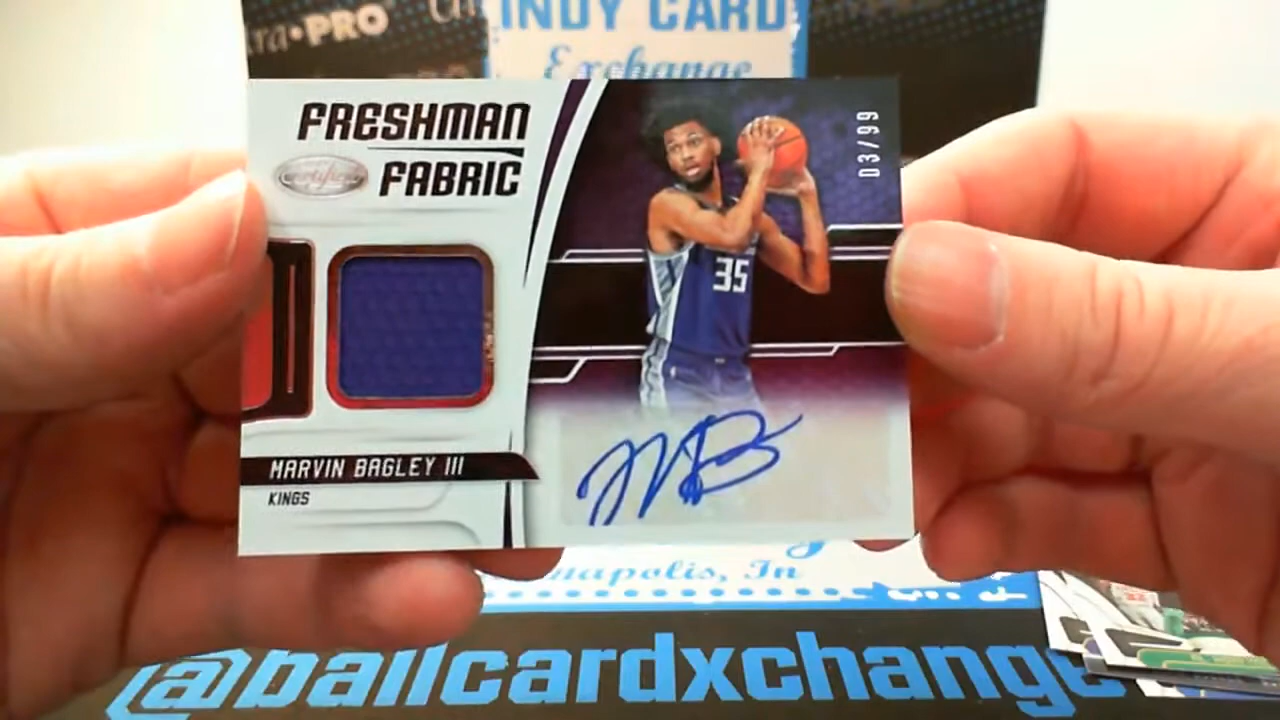 ra•PRO
INDY CARD
Exchange
FRESHMAN
FABRIC
certified
03/99
35
MARVIN BAGLEY III
KINGS
napolis, In
@ballcardxchange